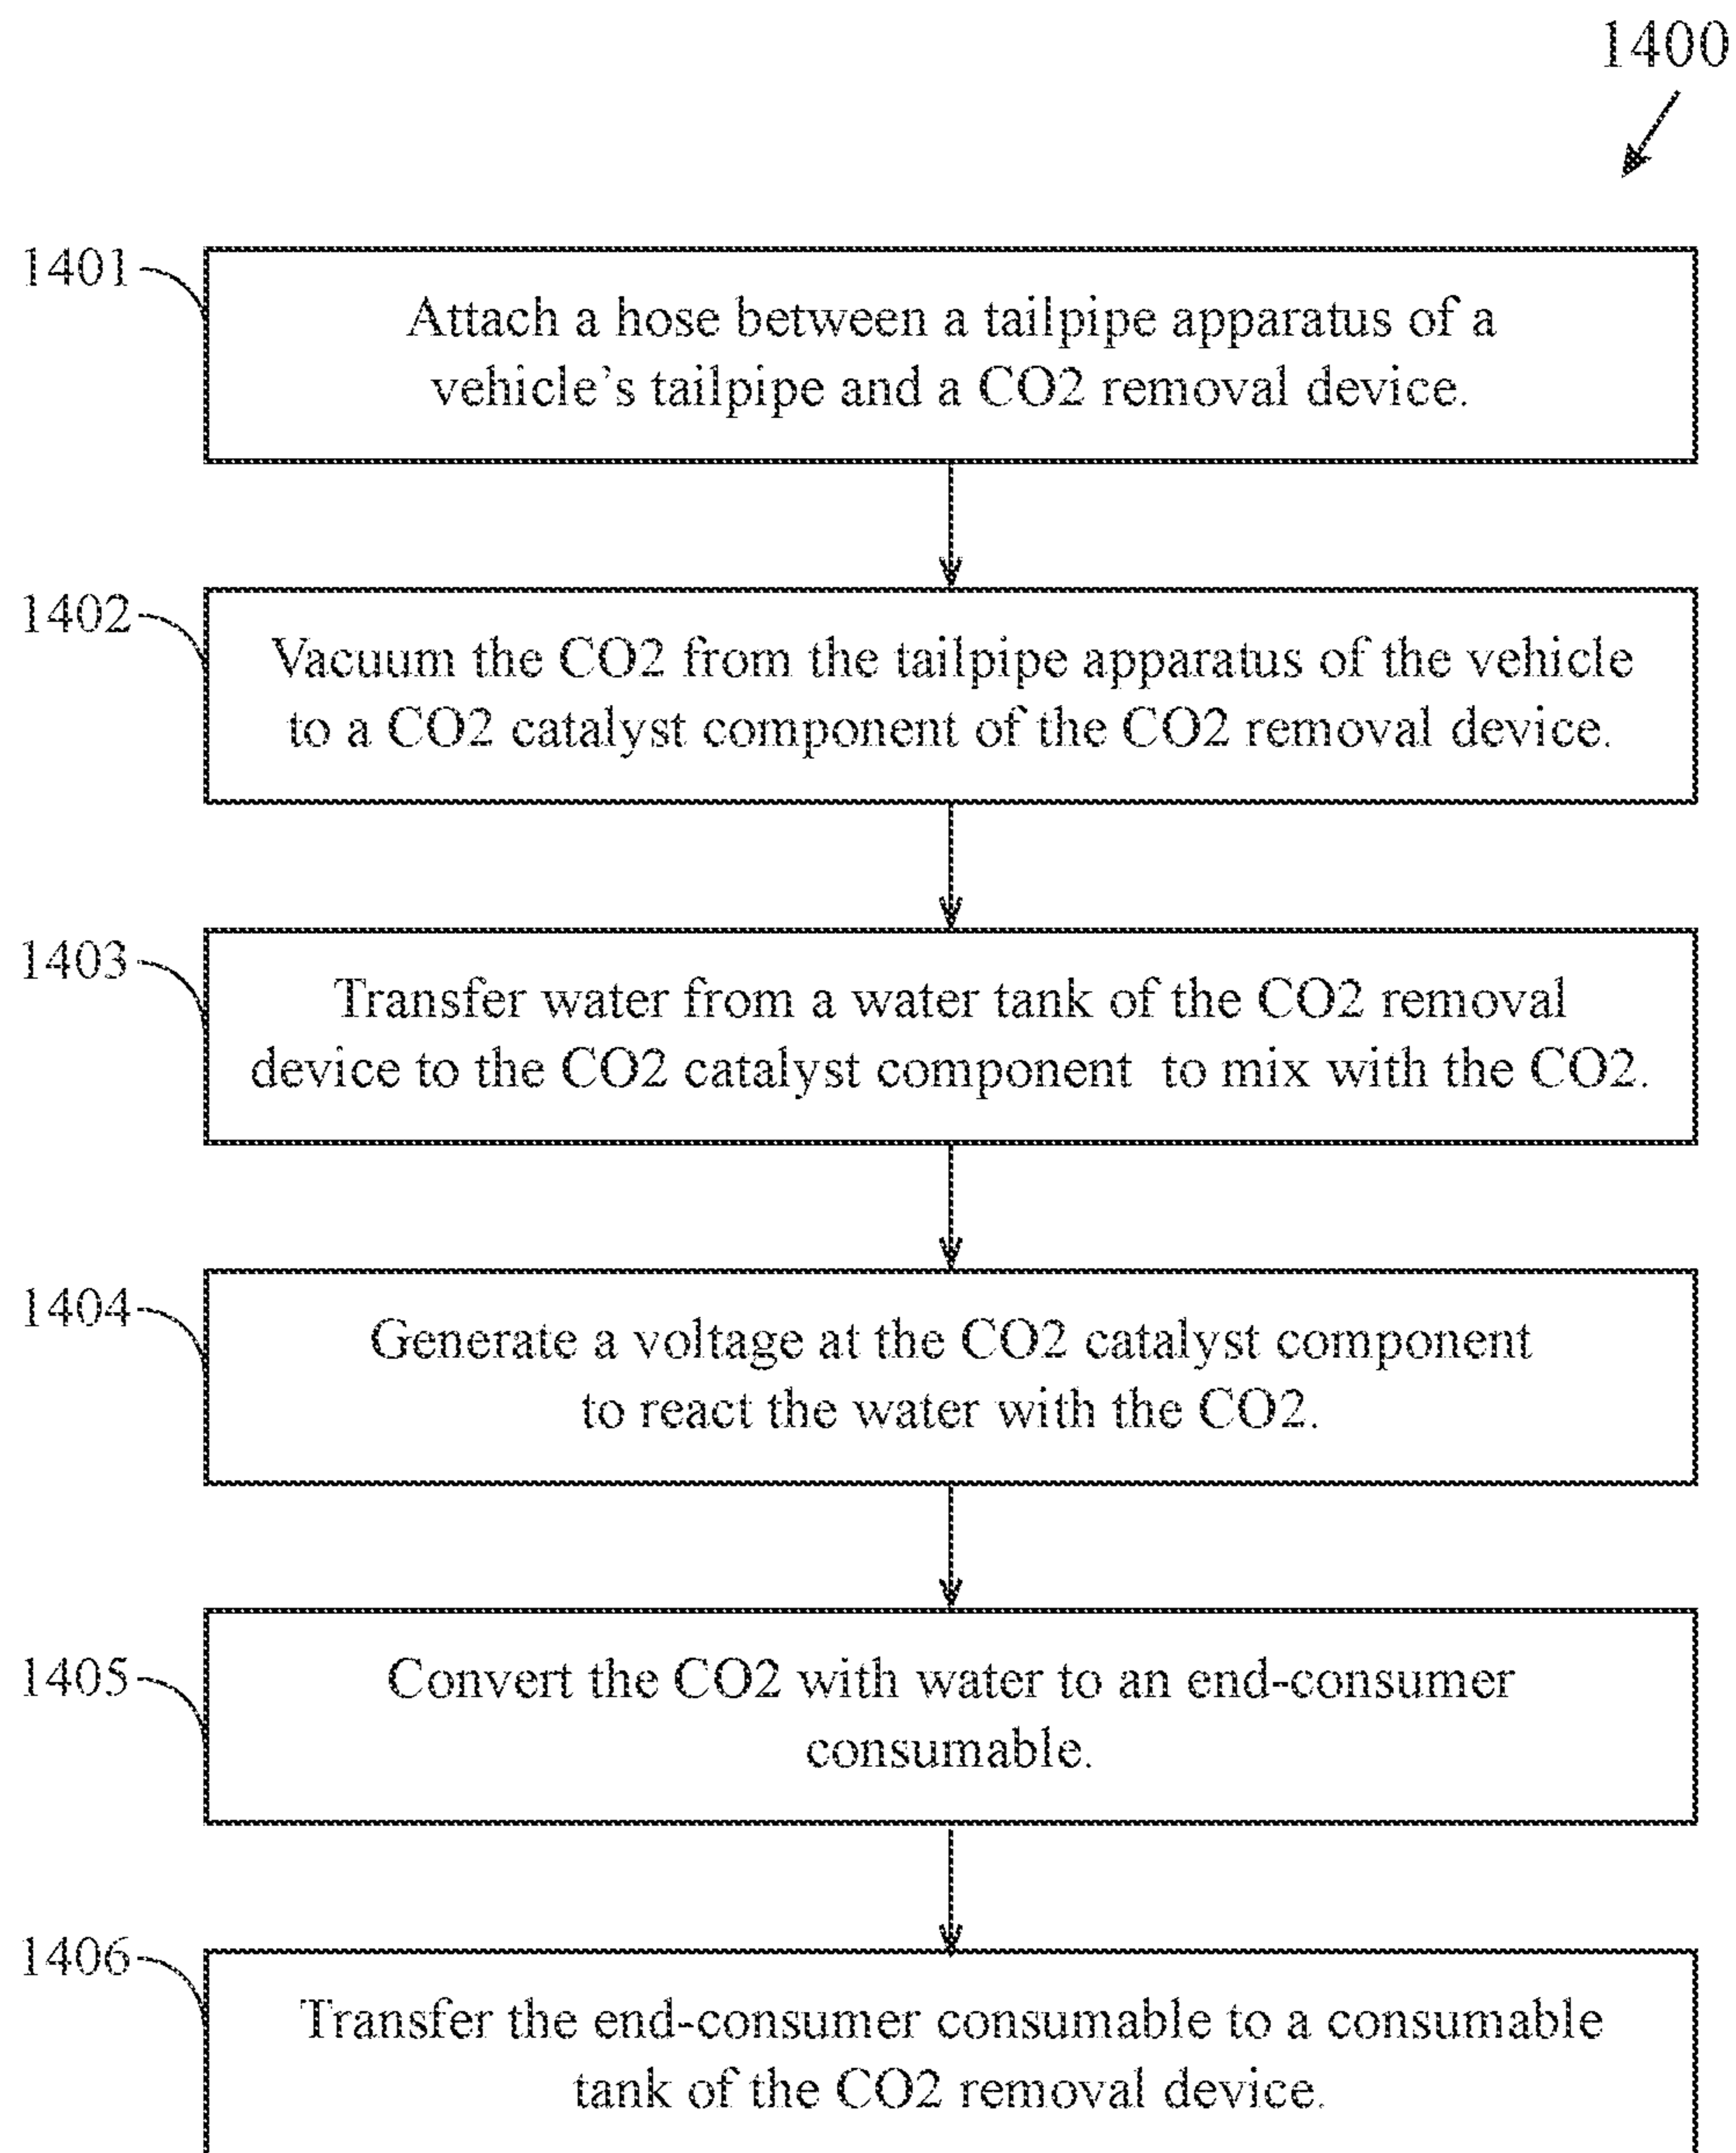 1400
1401
Attach a hose between a tailpipe apparatus of a
vehicle’s tailpipe and a CO2 removal device.
1402
Vacuum the CO2 from the tailpipe apparatus of the vehicle
to a CO2 catalyst component of the CO2 removal device.
1403
Transfer water from a water tank of the CO2 removal
device to the CO2 catalyst component to mix with the CO2.
1404
Generate a voltage at the CO2 catalyst component
to react the water with the CO2.
1405
Convert the CO2 with water to an end-consumer
consumable.
1406
Transfer the end-consumer consumable to a consumable
tank of the CO2 removal device.